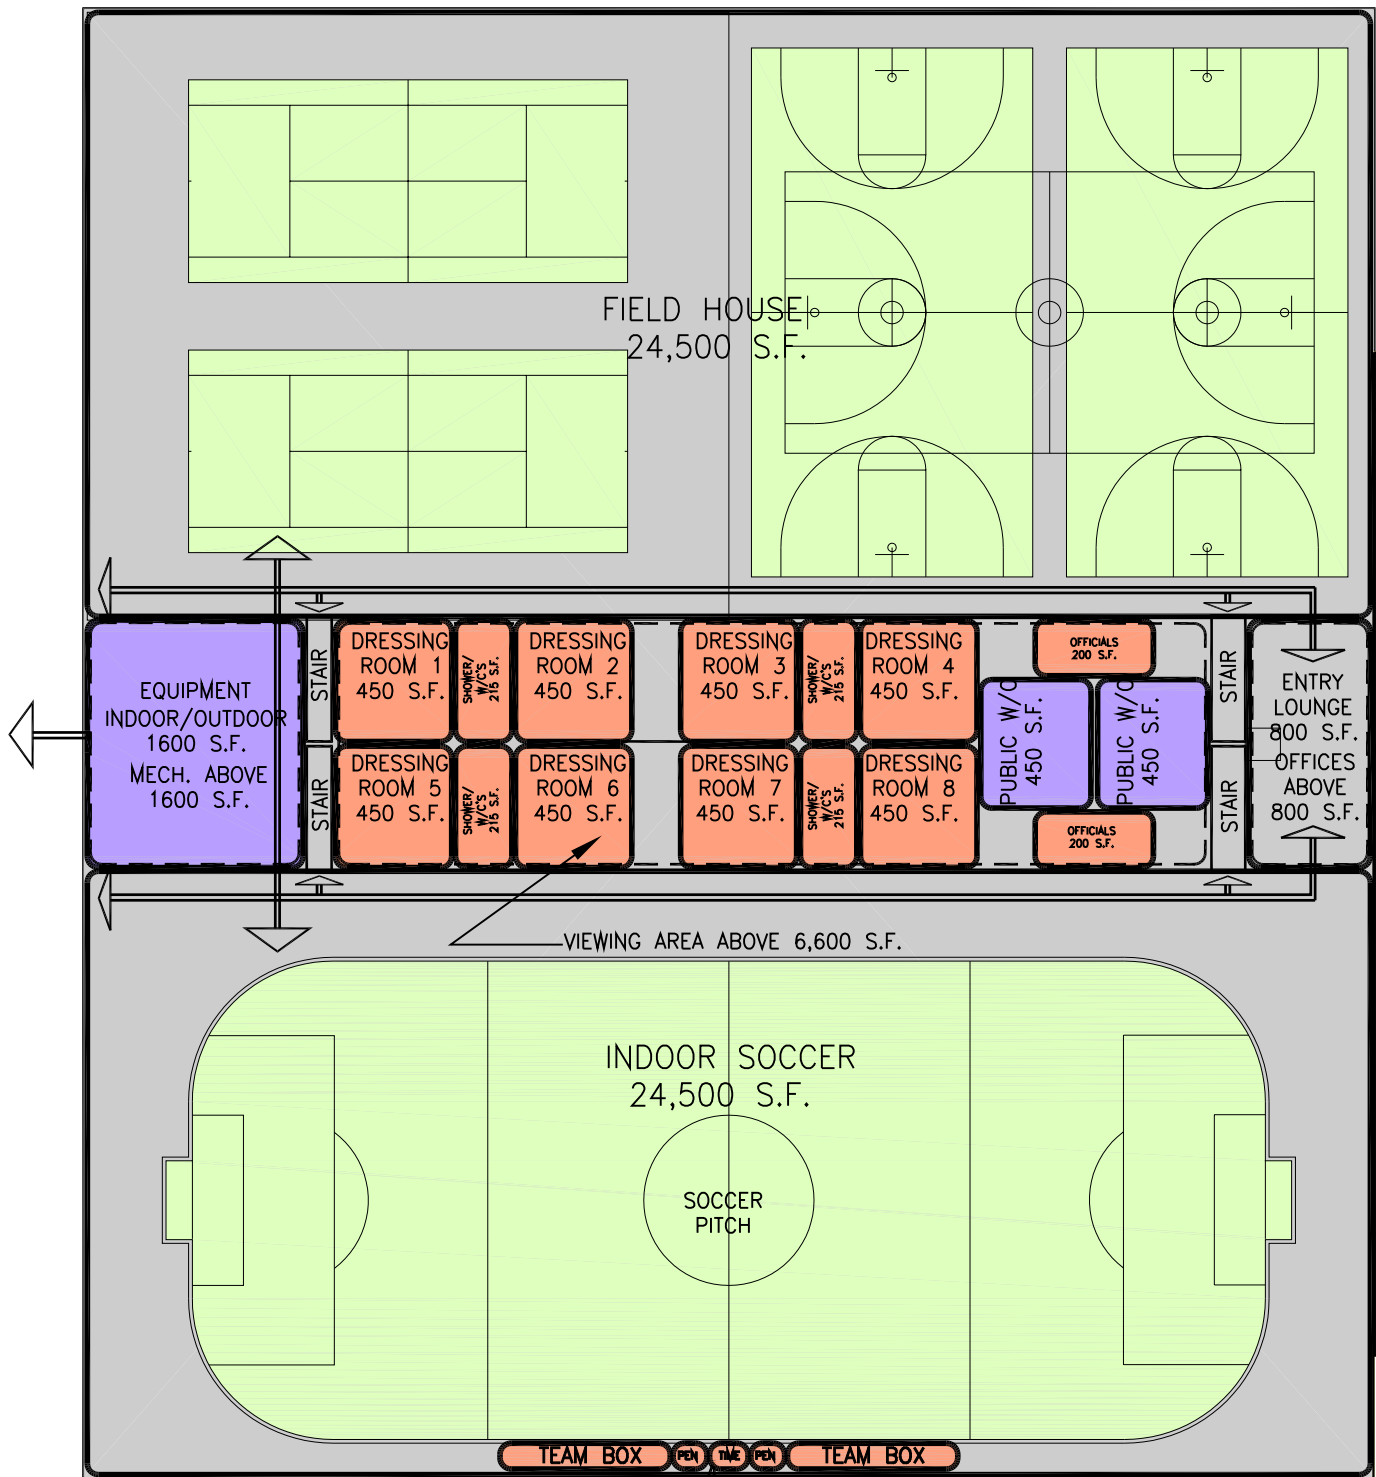 FIELD HOUSE
24,500 S.F.
EQUIPMENT
INDOOR/OUTDOOR
1600 S.F.
MECH. ABOVE
1600 S.F.
STAIR
STAIR
DRESSING
ROOM 1
450 S.F.
SHOWER/
W/C'S
215 S.F.
DRESSING
ROOM 2
450 S.F.
DRESSING
ROOM 3
450 S.F.
SHOWER/
W/C'S
215 S.F.
DRESSING
ROOM 4
450 S.F.
DRESSING
ROOM 5
450 S.F.
SHOWER/
W/C'S
215 S.F.
DRESSING
ROOM 6
450 S.F.
DRESSING
ROOM 7
450 S.F.
SHOWER/
W/C'S
215 S.F.
DRESSING
ROOM 8
450 S.F.
OFFICIALS
200 S.F.
PUBLIC W/C
450 S.F.
PUBLIC W/C
450 S.F.
OFFICIALS
200 S.F.
STAIR
STAIR
ENTRY
LOUNGE
800 S.F.
OFFICES
ABOVE
800 S.F.
VIEWING AREA ABOVE 6,600 S.F.
INDOOR SOCCER
24,500 S.F.
SOCCER
PITCH
TEAM BOX
PEN
TIME
PEN
TEAM BOX